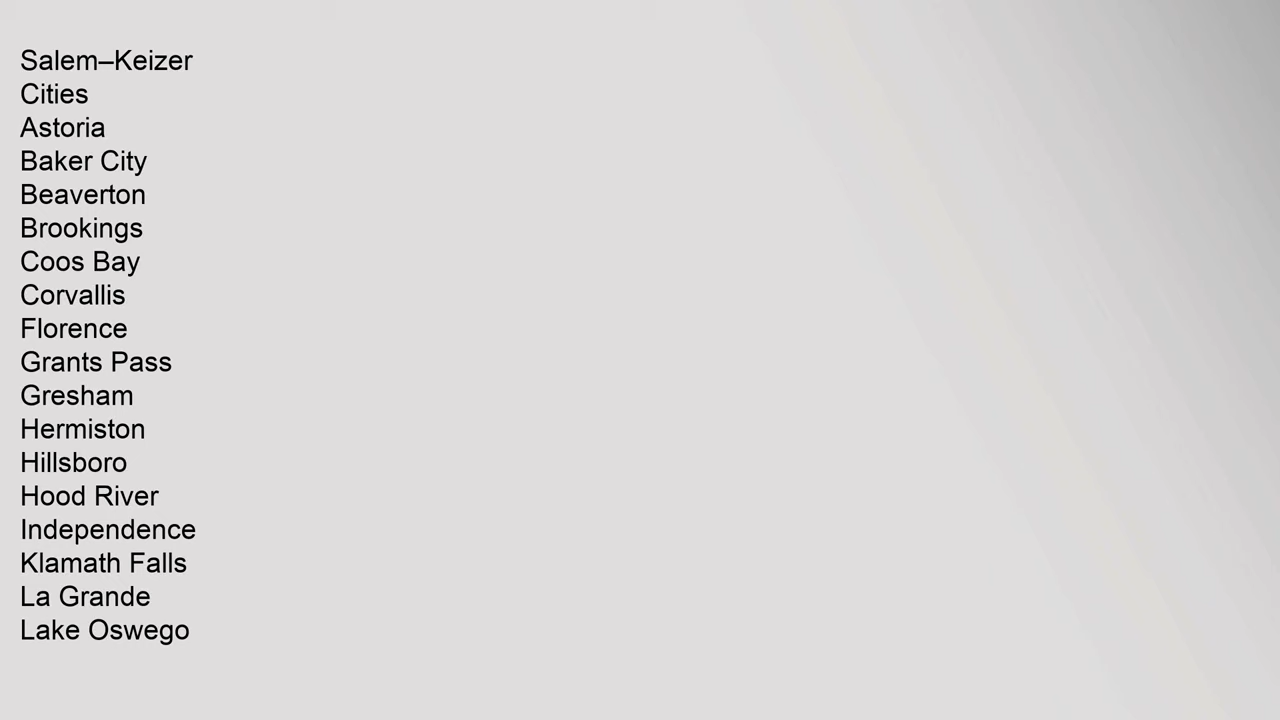 Salem–Keizer
Cities
Astoria
Baker City
Beaverton
Brookings
Coos Bay
Corvallis
Florence
Grants Pass
Gresham
Hermiston
Hillsboro
Hood River
Independence
Klamath Falls
La Grande
Lake Oswego